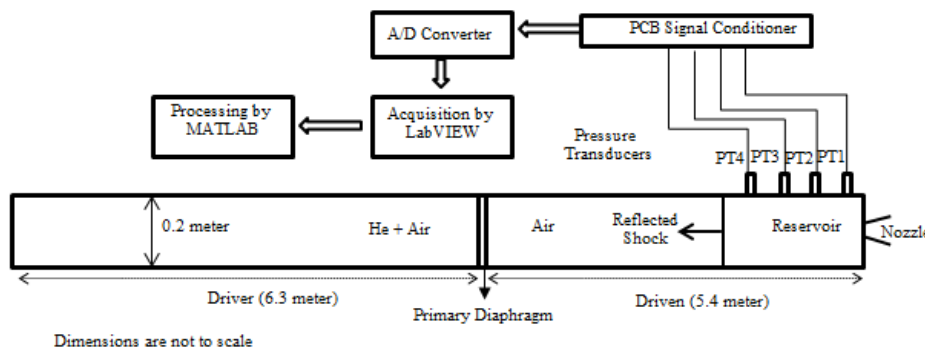 A/D Converter
PCB Signal Conditioner
Processing by
MATLAB
Acquisition by
LabVIEW
Pressure
Transducers
PT4
PT3
PT2
PT1
0.2 meter
He + Air
Air
Reflected
Shock
Reservoir
Nozzle
Driver (6.3 meter)
Driven (5.4 meter)
Primary Diaphragm
Dimensions are not to scale